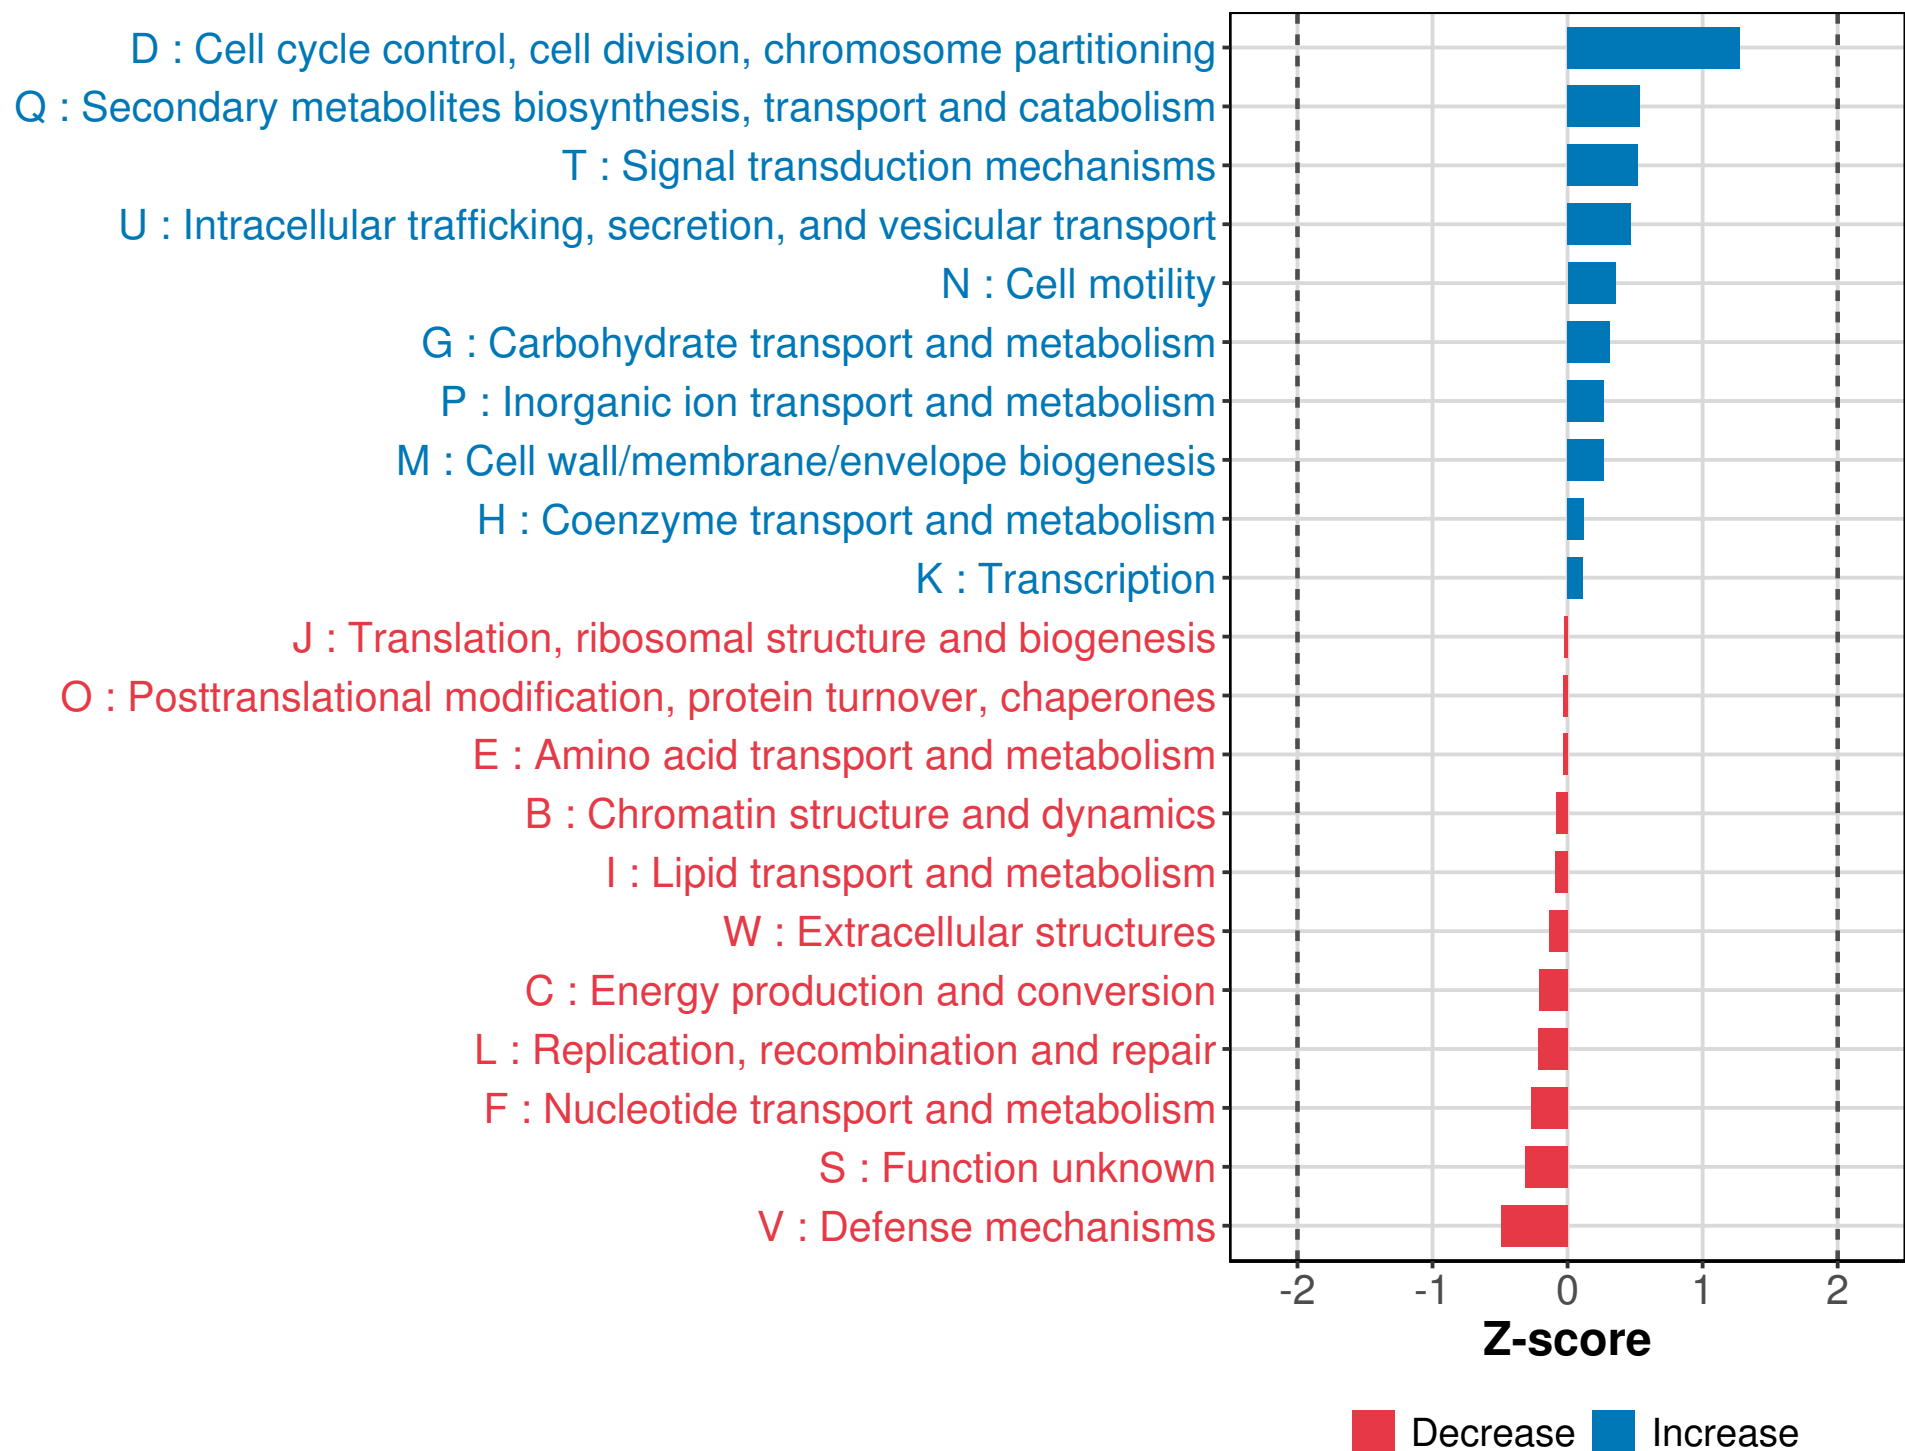 D : Cell cycle control, cell division, chromosome partitioning
Q : Secondary metabolites biosynthesis, transport and catabolism
T : Signal transduction mechanisms
U : Intracellular trafficking, secretion, and vesicular transport
N : Cell motility
G : Carbohydrate transport and metabolism
P : Inorganic ion transport and metabolism
M : Cell wall/membrane/envelope biogenesis
H : Coenzyme transport and metabolism
K : Transcription
J : Translation, ribosomal structure and biogenesis
O : Posttranslational modification, protein turnover, chaperones
E : Amino acid transport and metabolism
B : Chromatin structure and dynamics
I : Lipid transport and metabolism
W : Extracellular structures
C : Energy production and conversion
L : Replication, recombination and repair
F : Nucleotide transport and metabolism
S : Function unknown
V : Defense mechanisms
-2 -1 0 1 2
Z-score
Decrease Increase